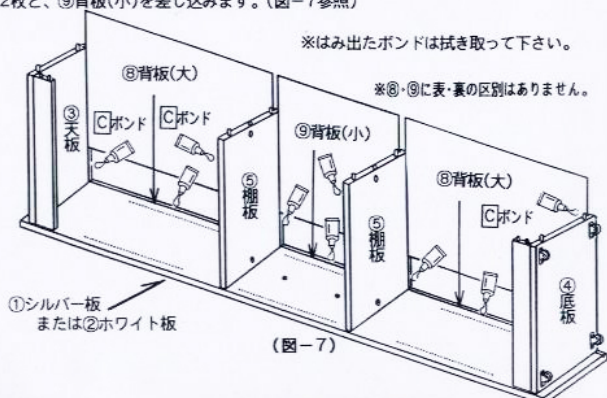 2枚と、⑨背板(小)を差し込みます。(図-7参照)
※はみ出たボンドは拭き取って下さい。
⑧背板(大)
※⑧・⑨に表・裏の区別はありません。
③天板
Cボンド
Cボンド
⑨背板(小)
⑤棚板
⑧背板(大)
⑤棚板
Cボンド
④底板
①シルバー板
または②ホワイト板
(図-7)